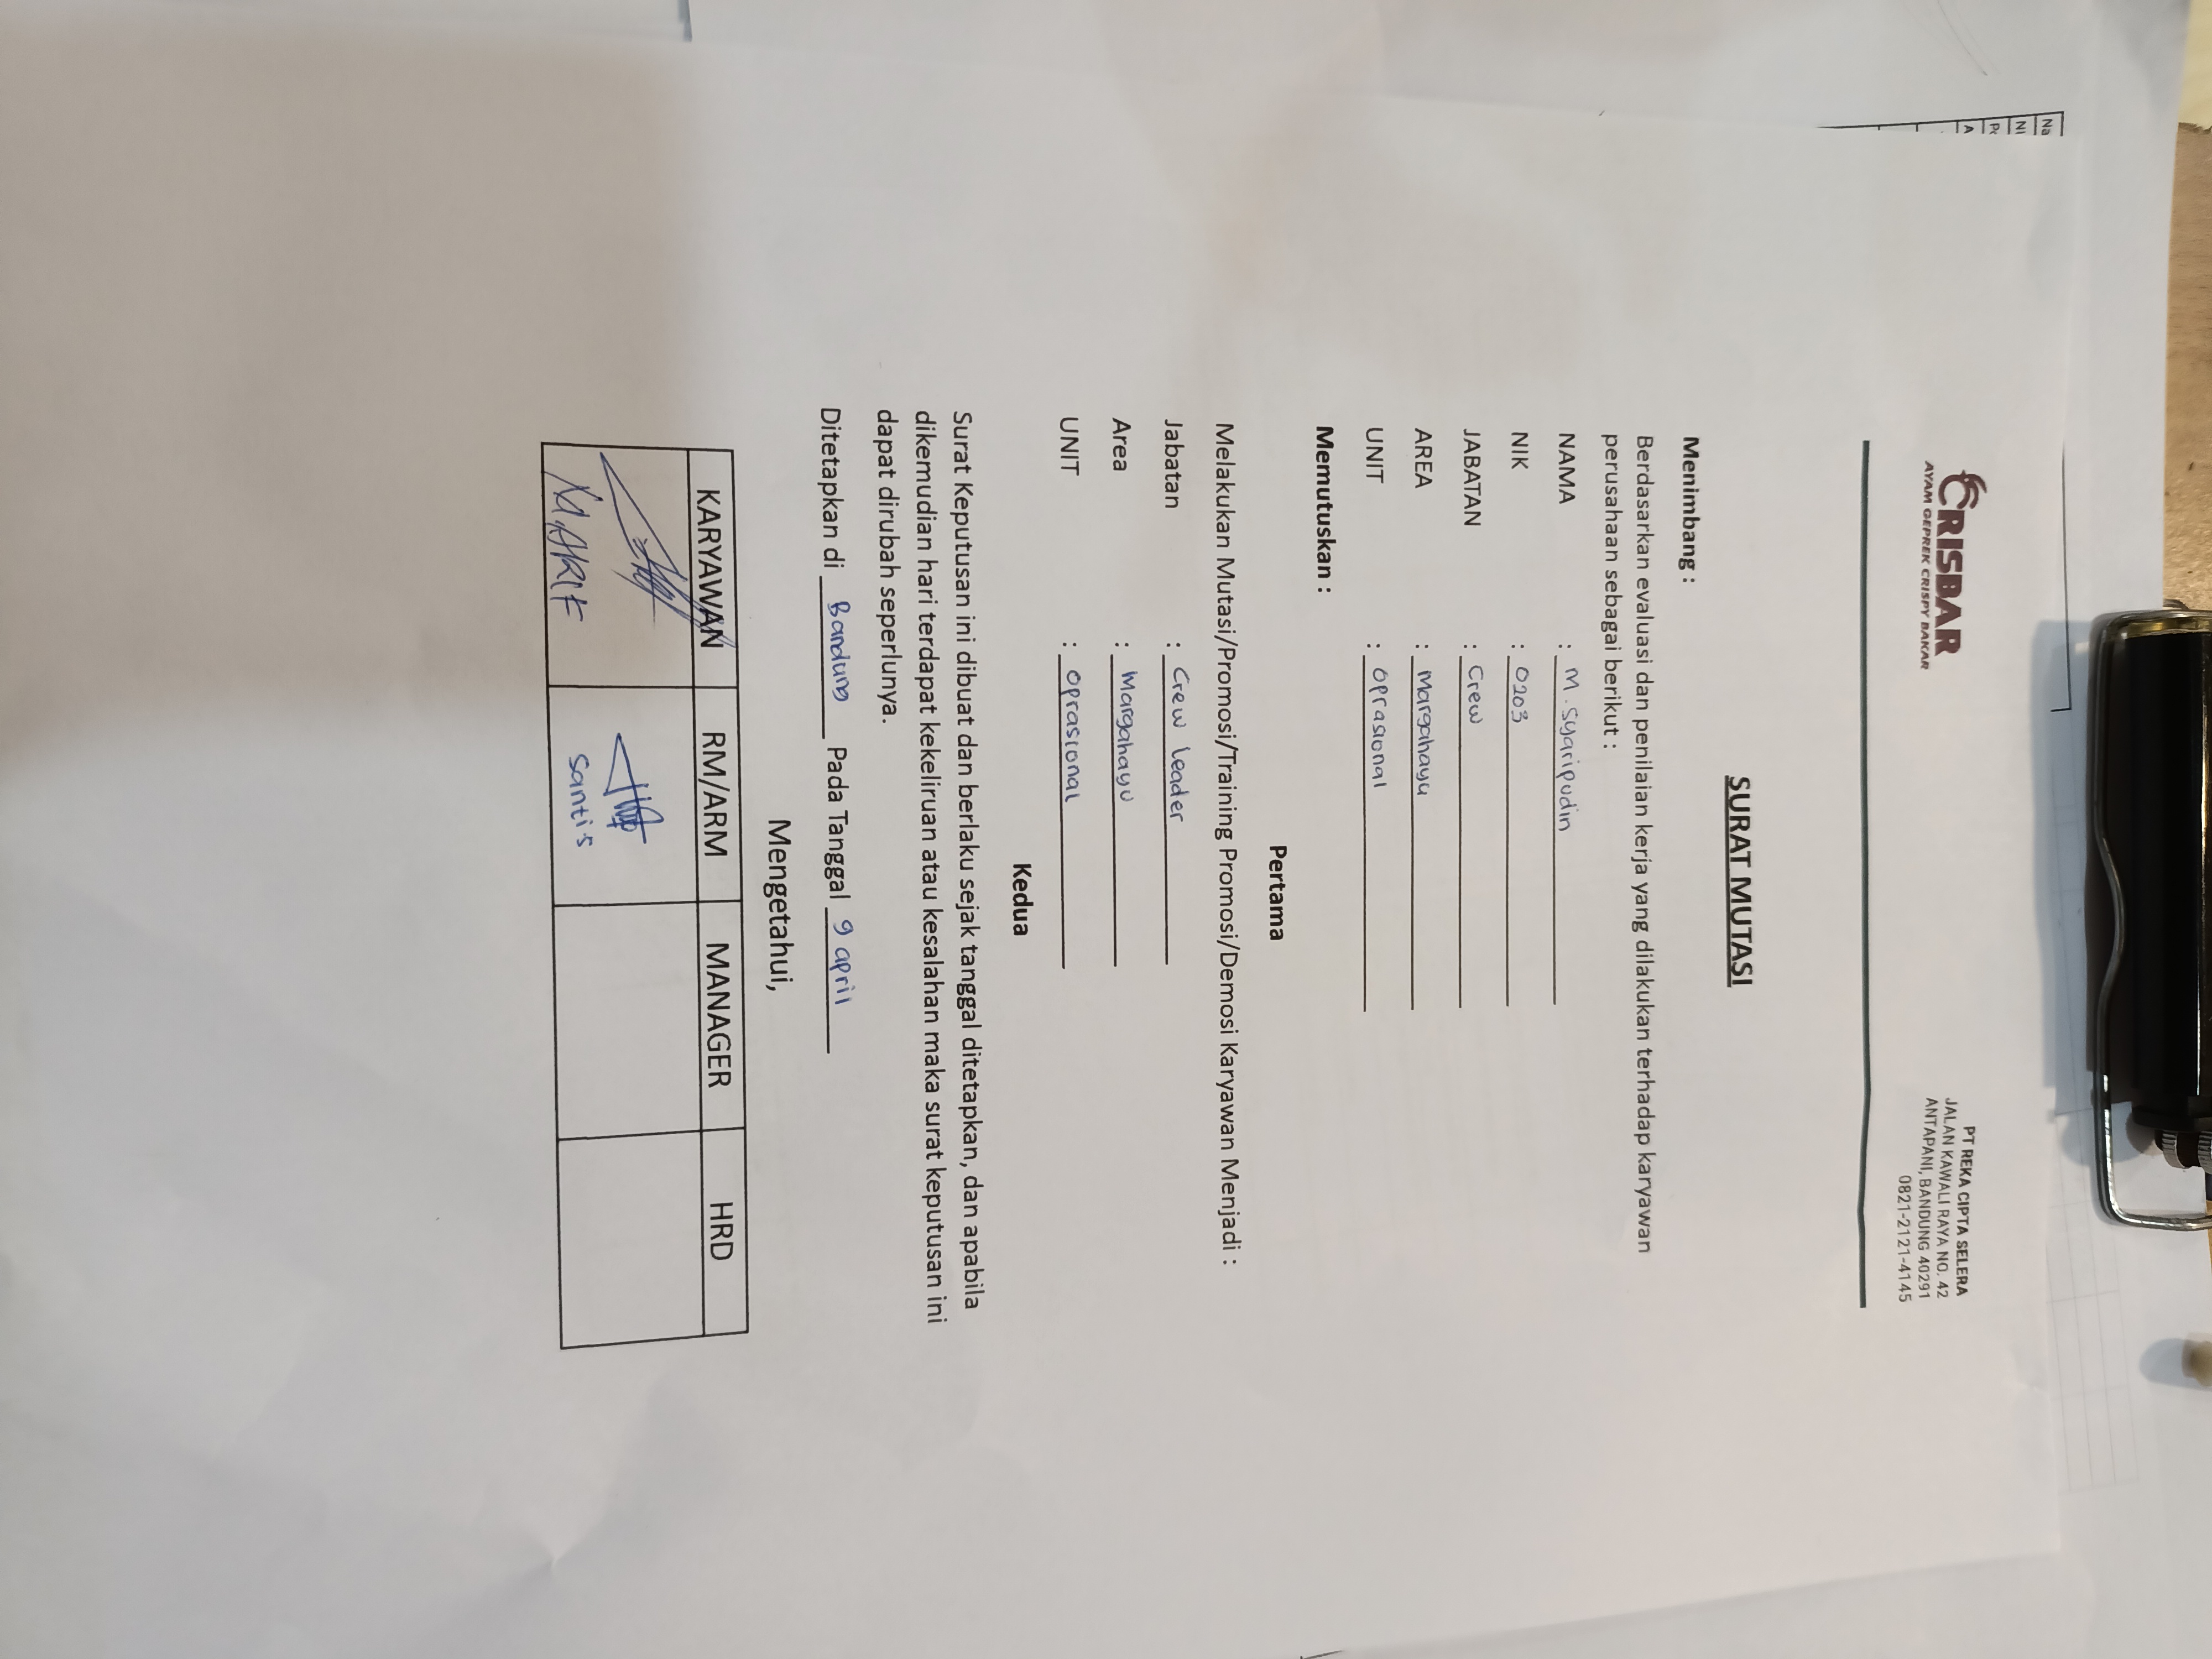 CRISBAR
AYAM GEPREK CRISPY BAKAR
PT REKA CIPTA SELERA
JALAN KAWALI RAYA NO. 42
ANTAPANI, BANDUNG 40291
0821-2121-4145
SURAT MUTASI
Menimbang :
Berdasarkan evaluasi dan penilaian kerja yang dilakukan terhadap karyawan
perusahaan sebagai berikut :
NAMA : M. Syaripudin
NIK : 0203
JABATAN : Crew
AREA : Margahayu
UNIT : Oprasional
Memutuskan :
Pertama
Melakukan Mutasi/Promosi/Training Promosi/Demosi Karyawan Menjadi :
Jabatan : Crew Leader
Area : Margahayu
UNIT : Oprasional
Kedua
Surat Keputusan ini dibuat dan berlaku sejak tanggal ditetapkan, dan apabila
dikemudian hari terdapat kekeliruan atau kesalahan maka surat keputusan ini
dapat dirubah seperlunya.
Ditetapkan di Bandung Pada Tanggal 9 april
Mengetahui,
KARYAWAN RM/ARM MANAGER HRD
Santi S
Na
NI
Po
A